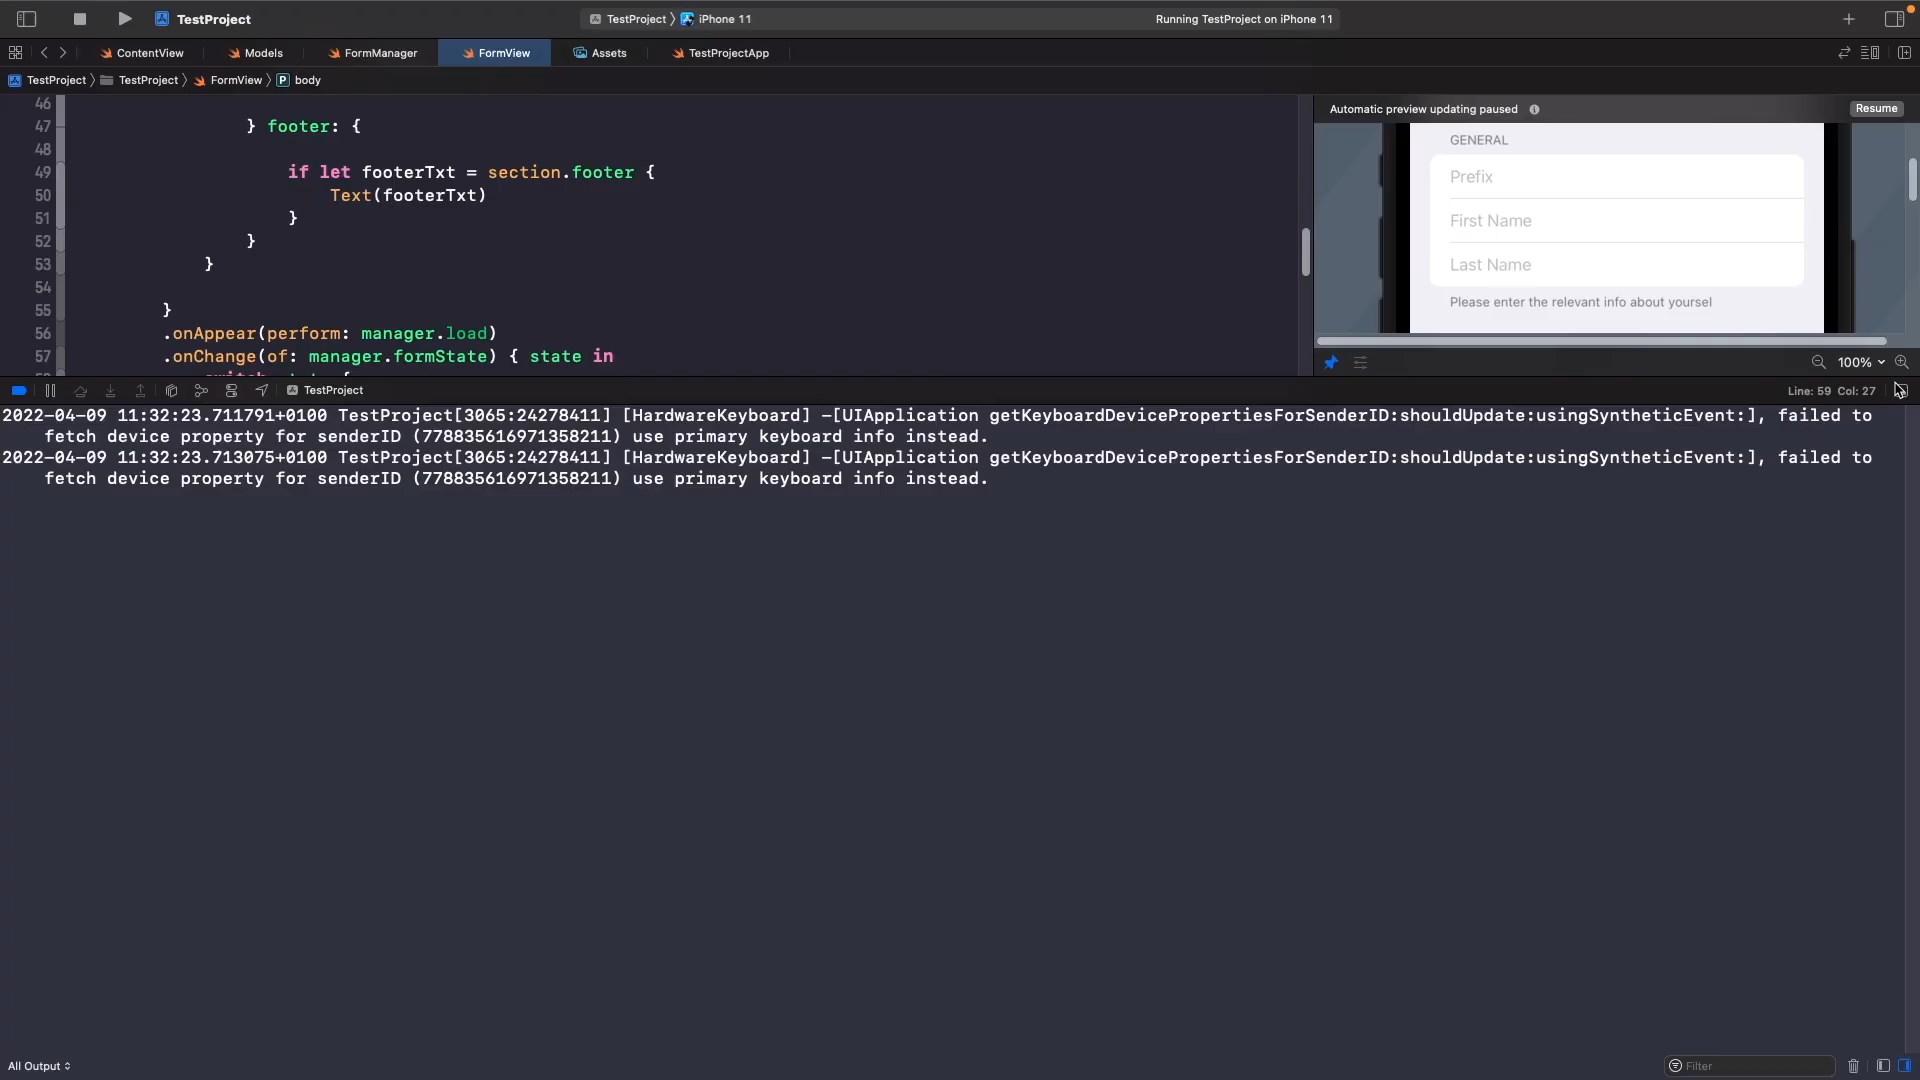 TestProject
TestProject 〉 iPhone 11
Running TestProject on iPhone 11
ContentView
Models
FormManager
FormView
Assets
TestProjectApp
TestProject 〉 TestProject 〉 FormView 〉 P body
46
47 } footer: {
48
49 if let footerTxt = section.footer {
50 Text(footerTxt)
51 }
52 }
53 }
54
55 }
56 .onAppear(perform: manager.load)
57 .onChange(of: manager.formState) { state in
Automatic preview updating paused
Resume
GENERAL
Prefix
First Name
Last Name
Please enter the relevant info about yoursel
100%
TestProject
Line: 59 Col: 27
2022-04-09 11:32:23.711791+0100 TestProject[3065:24278411] [HardwareKeyboard] -[UIApplication getKeyboardDevicePropertiesForSenderID:shouldUpdate:usingSyntheticEvent:], failed to
fetch device property for senderID (778835616971358211) use primary keyboard info instead.
2022-04-09 11:32:23.713075+0100 TestProject[3065:24278411] [HardwareKeyboard] -[UIApplication getKeyboardDevicePropertiesForSenderID:shouldUpdate:usingSyntheticEvent:], failed to
fetch device property for senderID (778835616971358211) use primary keyboard info instead.
All Output
Filter